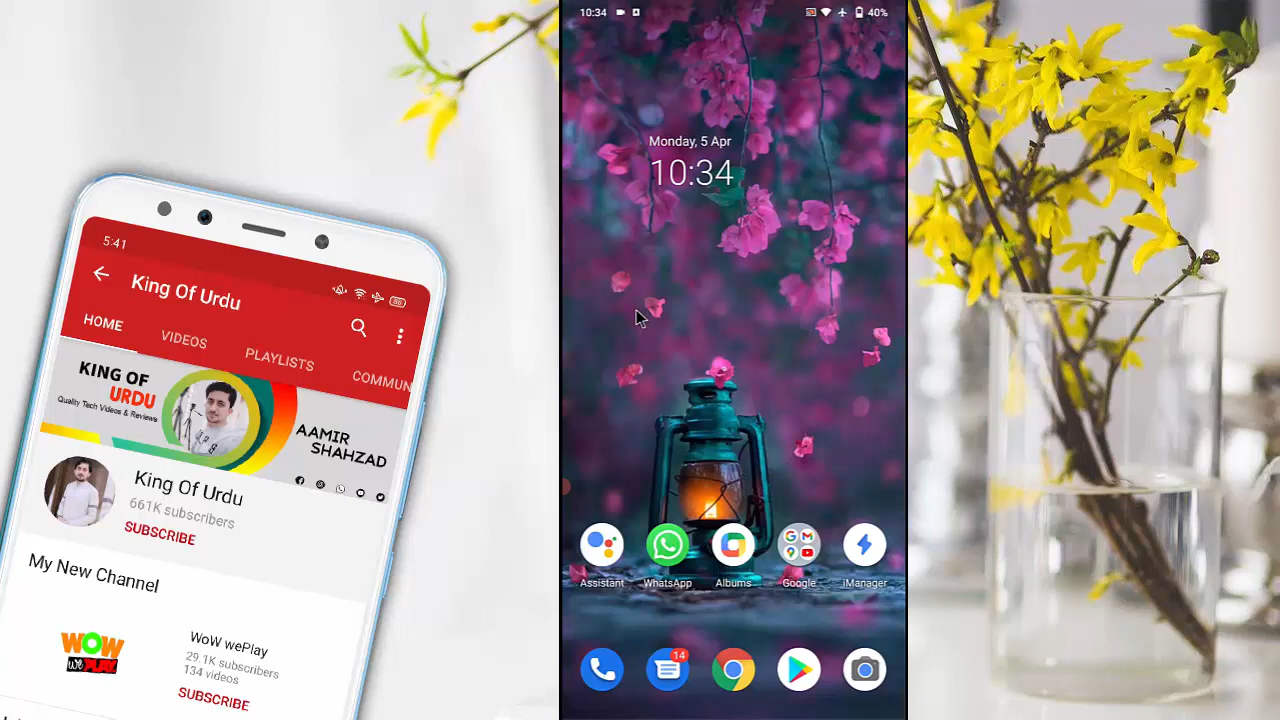 5:41
King Of Urdu
HOME
VIDEOS
PLAYLISTS
COMMUN
KING OF
URDU
Quality Tech Videos & Reviews
AAMIR
SHAHZAD
King Of Urdu
661K subscribers
SUBSCRIBE
My New Channel
WOW
we PLAY
WoW wePlay
29.1K subscribers
134 videos
SUBSCRIBE
10:34
40%
Monday, 5 Apr
10:34
Assistant
WhatsApp
Albums
Google
iManager
14